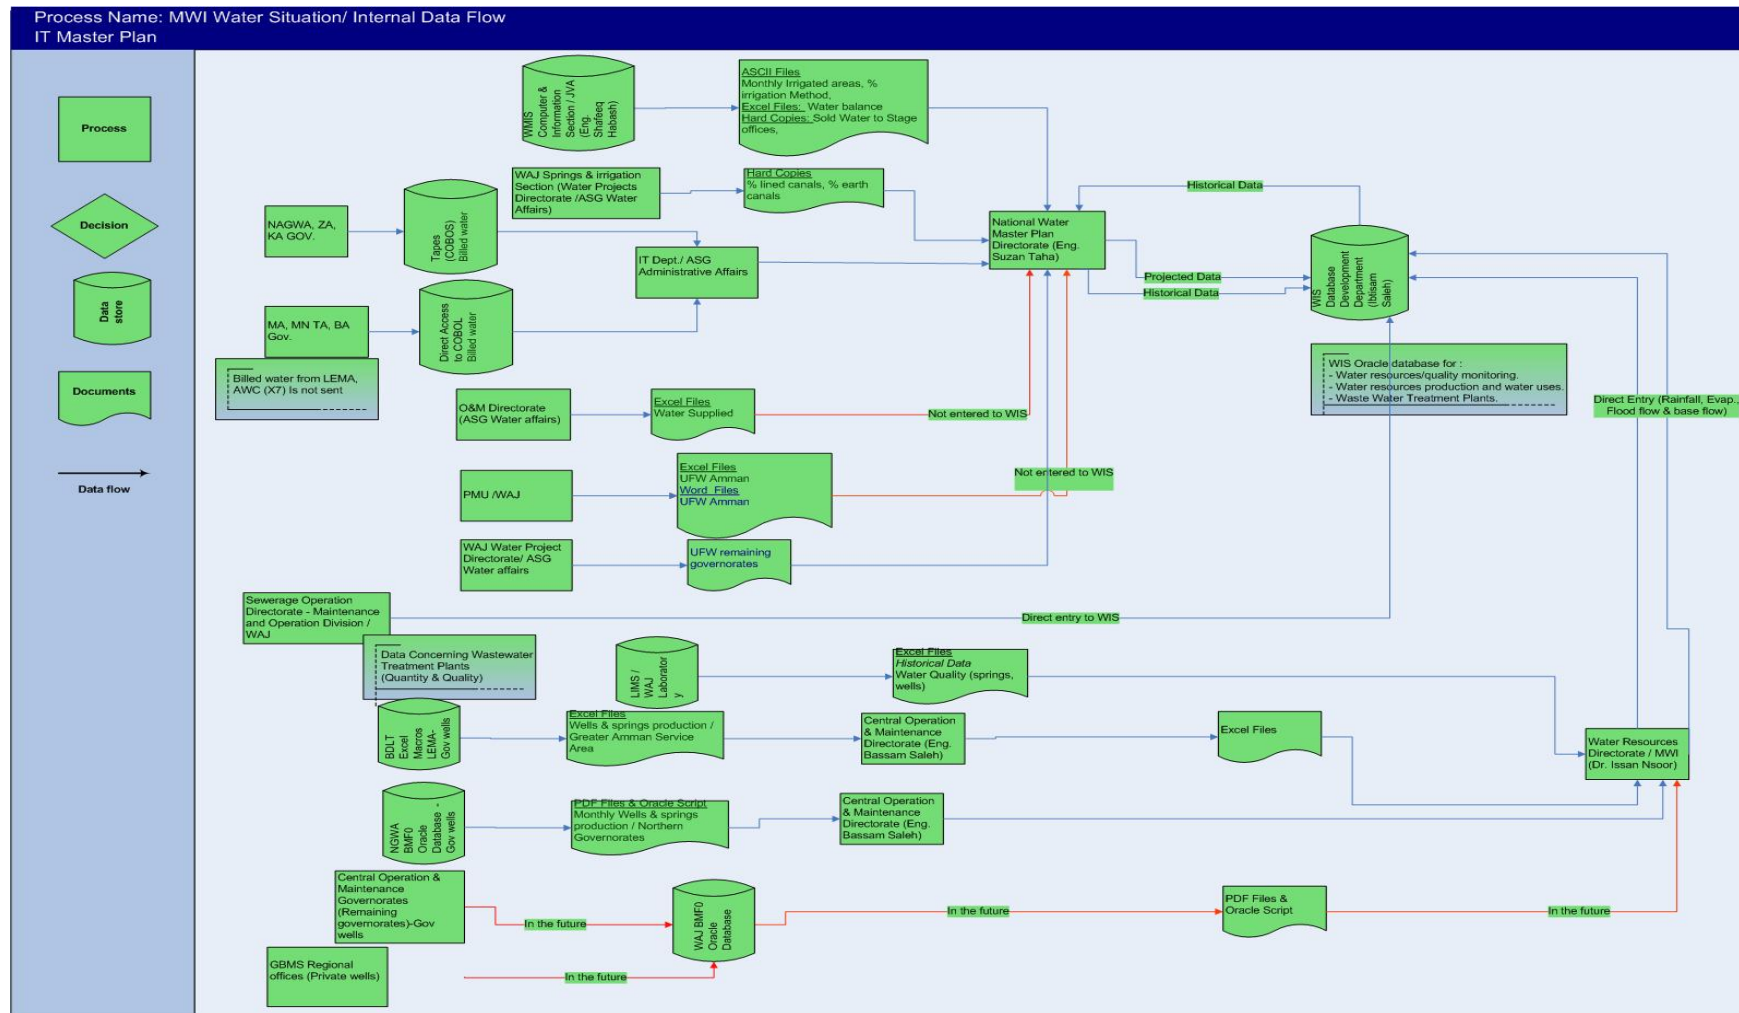 Process Name: MWI Water Situation/ Internal Data Flow
IT Master Plan
Process
Decision
Data
store
Documents
Data flow
WMIS
Computer &
Information
Section / JVA
(Eng.
Shafeeq
Habash)
ASCII Files
Monthly Irrigated areas, %
irrigation Method,
Excel Files: Water balance
Hard Copies: Sold Water to Stage
offices,
WAJ Springs & irrigation
Section (Water Projects
Directorate /ASG Water
Affairs)
Hard Copies
% lined canals, % earth
canals
NAGWA, ZA,
KA GOV.
Tapes
(COBOS)
Billed water
IT Dept./ ASG
Administrative Affairs
MA, MN TA, BA
Gov.
Direct Access
to COBOL
Billed water
Billed water from LEMA,
AWC (X7) Is not sent
National Water
Master Plan
Directorate (Eng.
Suzan Taha)
Historical Data
Projected Data
Historical Data
WIS
Database
Development
Department
(Ibtisam
Saleh)
WIS Oracle database for :
- Water resources/quality monitoring.
- Water resources production and water uses.
- Waste Water Treatment Plants.
Direct Entry (Rainfall, Evap.,
Flood flow & base flow)
O&M Directorate
(ASG Water affairs)
Excel Files
Water Supplied
Not entered to WIS
PMU /WAJ
Excel Files
UFW Amman
Word Files
UFW Amman
Not entered to WIS
WAJ Water Project
Directorate/ ASG
Water affairs
UFW remaining
governorates
Sewerage Operation
Directorate - Maintenance
and Operation Division /
WAJ
Direct entry to WIS
Data Concerning Wastewater
Treatment Plants
(Quantity & Quality)
LIMS /
WAJ
Laborator
y
Excel Files
Historical Data
Water Quality (springs,
wells)
BDLT
Excel
Macros
LEMA-
Gov wells
Excel Files
Wells & springs production /
Greater Amman Service
Area
Central Operation
& Maintenance
Directorate (Eng.
Bassam Saleh)
Excel Files
Water Resources
Directorate / MWI
(Dr. Issan Nsoor)
NGWA
BMF0
Oracle
Database -
Gov wells
PDF Files & Oracle Script
Monthly Wells & springs
production / Northern
Governorates
Central Operation
& Maintenance
Directorate (Eng.
Bassam Saleh)
Central Operation &
Maintenance
Governorates
(Remaining
governorates)-Gov
wells
In the future
WAJ BMF0
Oracle
Database
In the future
PDF Files &
Oracle Script
In the future
GBMS Regional
offices (Private wells)
In the future